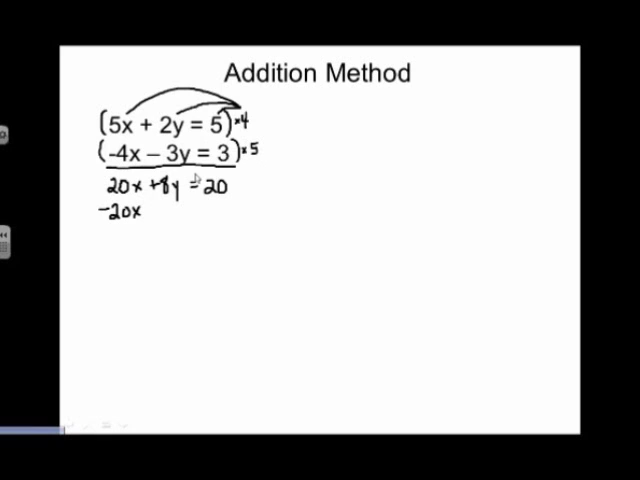 Addition Method
(5x + 2y = 5) ×4
(-4x – 3y = 3) ×5
20x +8y = 20
-20x